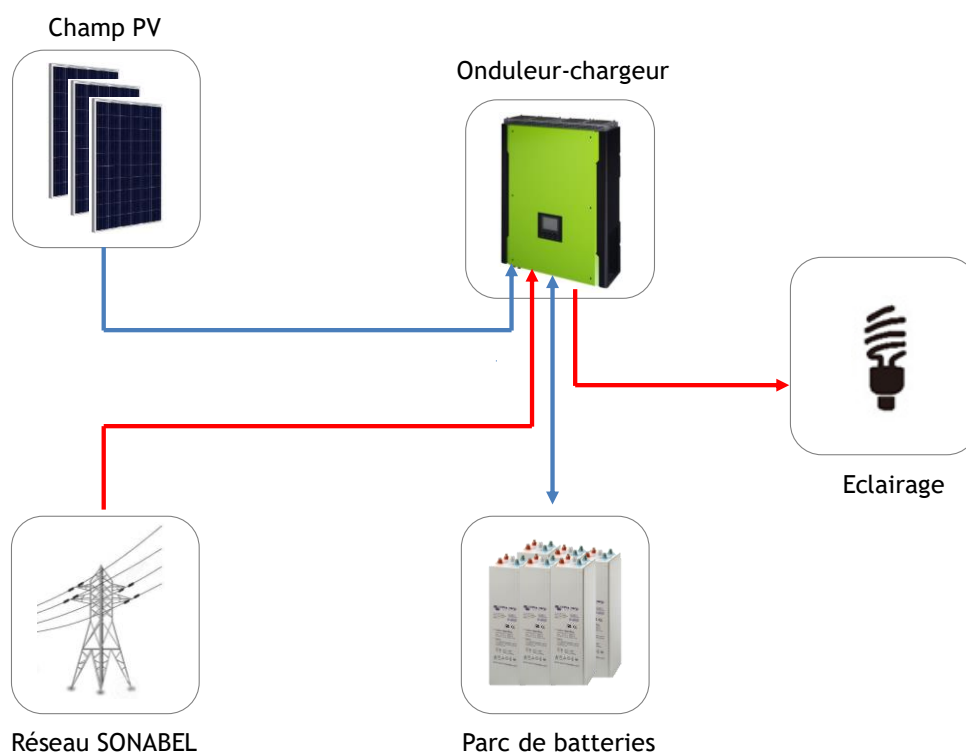 Champ PV
Onduleur-chargeur
Eclairage
Réseau SONABEL
Parc de batteries